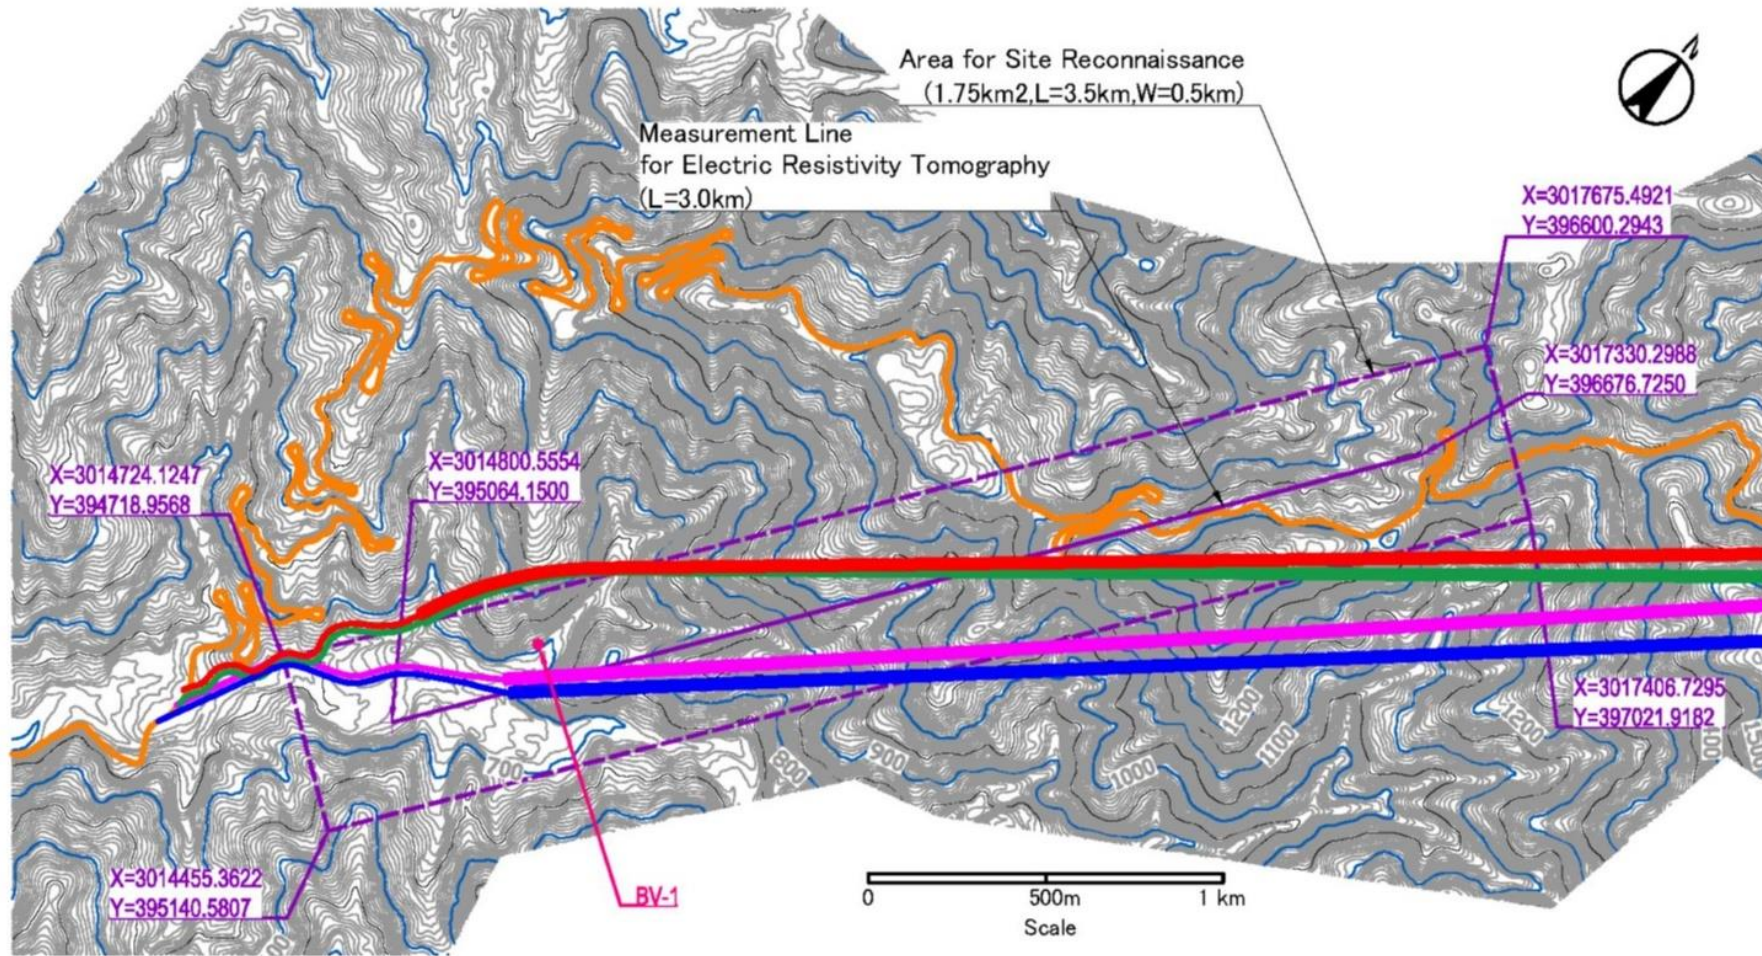 N
Area for Site Reconnaissance
(1.75km2,L=3.5km,W=0.5km)
Measurement Line
for Electric Resistivity Tomography
(L=3.0km)
X=3017675.4921
Y=396600.2943
X=3017330.2988
Y=396676.7250
X=3014724.1247
Y=394718.9568
X=3014800.5554
Y=395064.1500
X=3017406.7295
Y=397021.9182
X=3014455.3622
Y=395140.5807
BV-1
700
800
900
1000
1100
1200
1200
0 500m 1 km
Scale